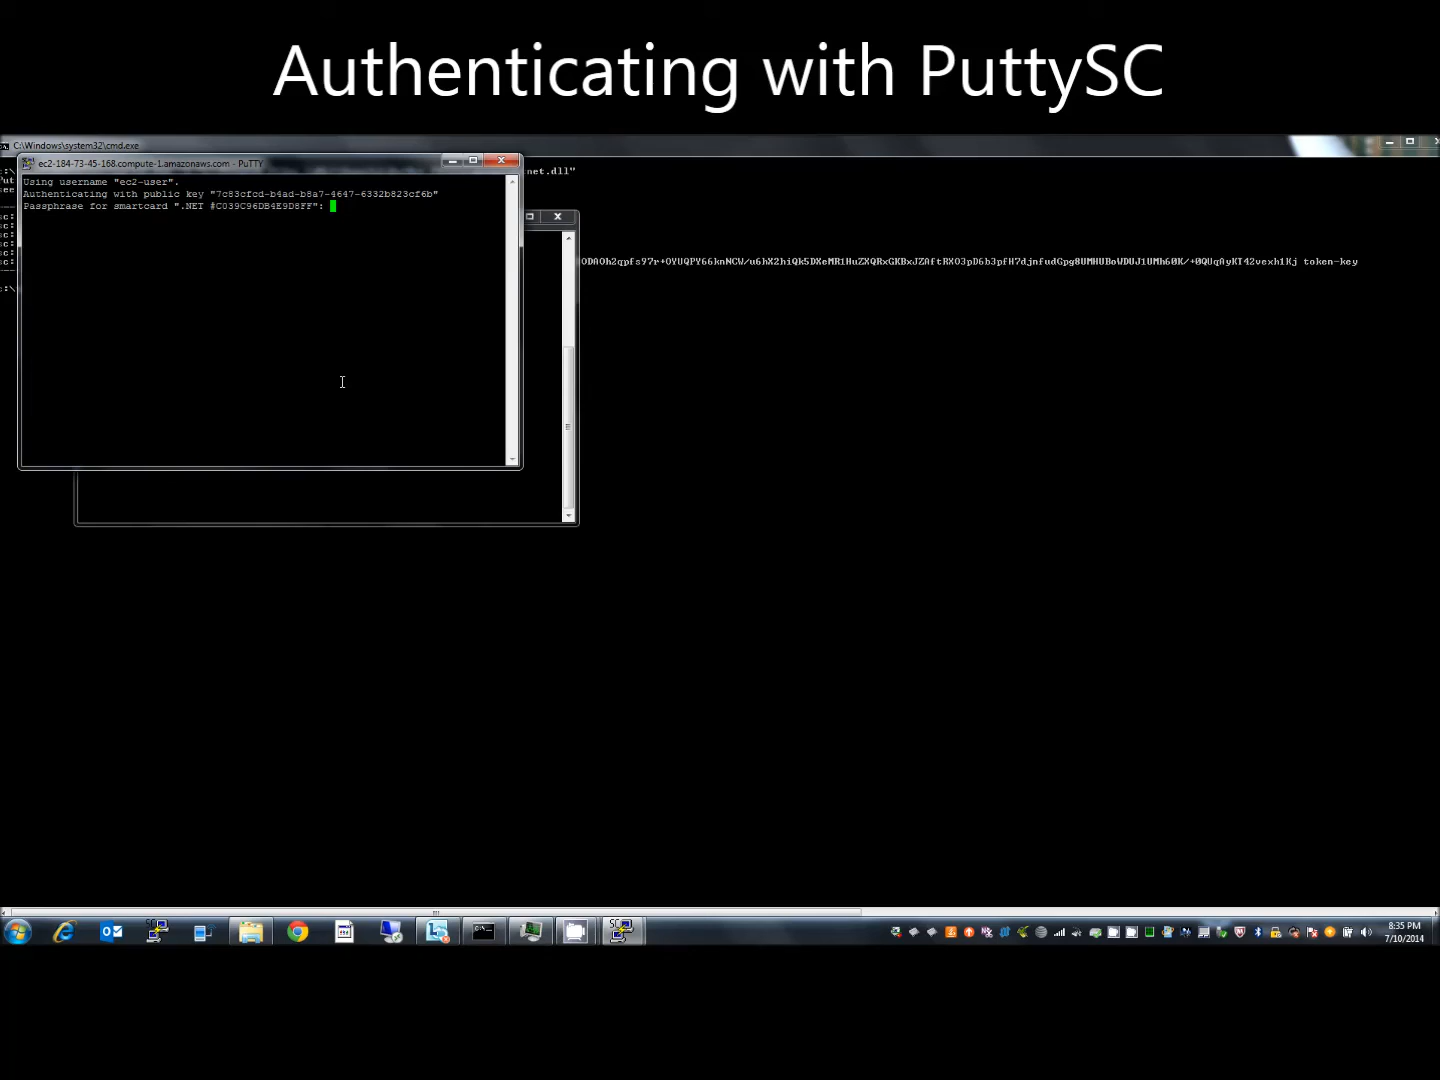 Authenticating with PuttySC
C:\Windows\system32\cmd.exe
ec2-184-73-45-168.compute-1.amazonaws.com - PuTTY
net.dll"
Using username "ec2-user".
Authenticating with public key "7c83cfcd-b4ad-b8a7-4647-6332b823cf6b"
Passphrase for smartcard ".NET #C039C96DB4E9D8FF":
token-key
8:35 PM
7/10/2014